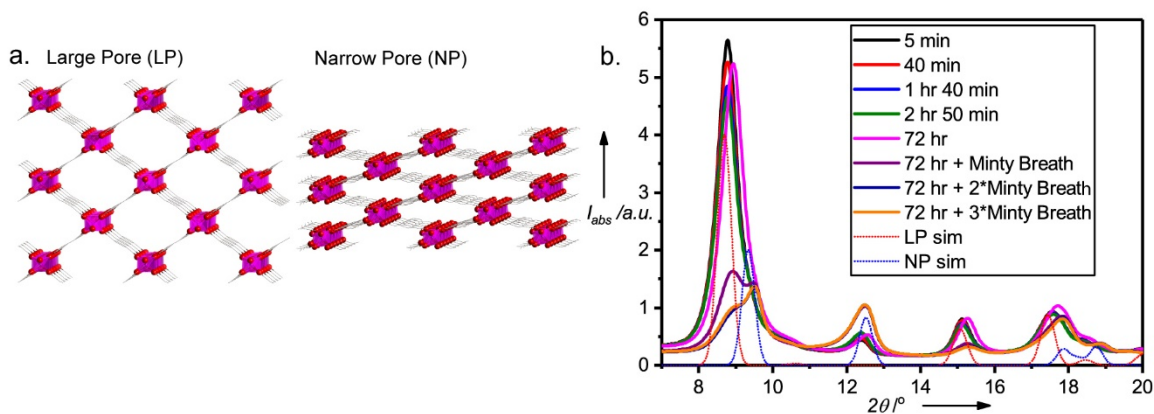 a. Large Pore (LP)
Narrow Pore (NP)
b.
5 min
40 min
1 hr 40 min
2 hr 50 min
72 hr
72 hr + Minty Breath
72 hr + 2*Minty Breath
72 hr + 3*Minty Breath
LP sim
NP sim
I abs /a.u.
6
5
4
3
2
1
0
8 10 12 14 16 18 20
2θ/°